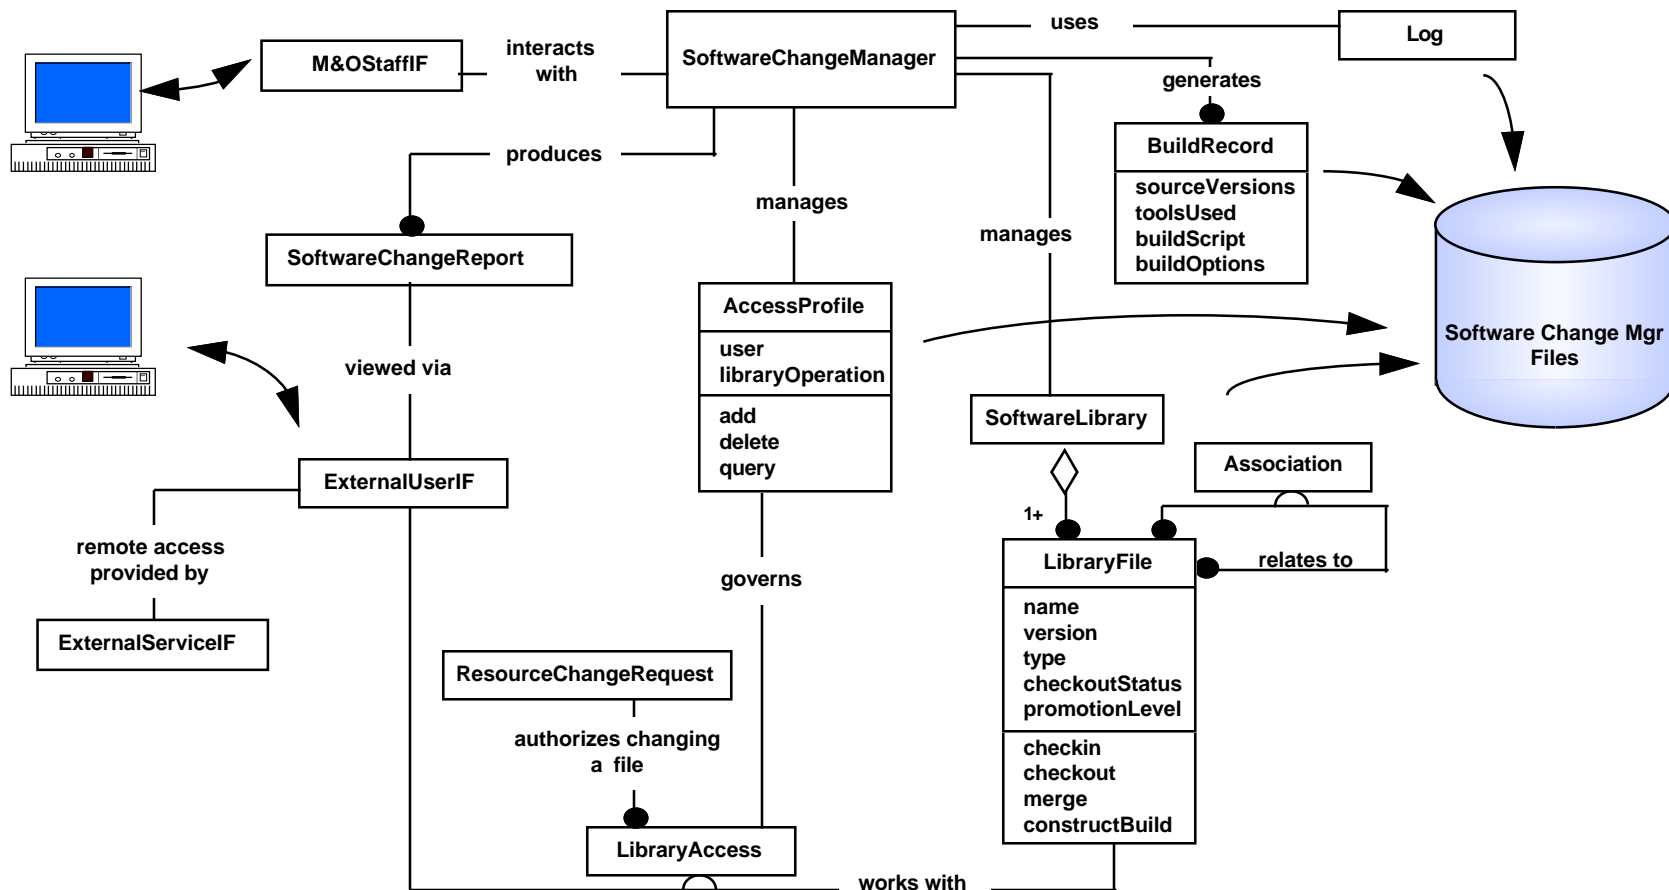 uses
Log
M&OStaffIF
interacts
with
SoftwareChangeManager
generates
produces
BuildRecord
sourceVersions
toolsUsed
buildScript
buildOptions
manages
manages
SoftwareChangeReport
AccessProfile
user
libraryOperation
add
delete
query
Software Change Mgr
Files
viewed via
SoftwareLibrary
Association
ExternalUserIF
1+
relates to
LibraryFile
name
version
type
checkoutStatus
promotionLevel
checkin
checkout
merge
constructBuild
remote access
provided by
governs
ExternalServiceIF
ResourceChangeRequest
authorizes changing
a file
LibraryAccess
works with